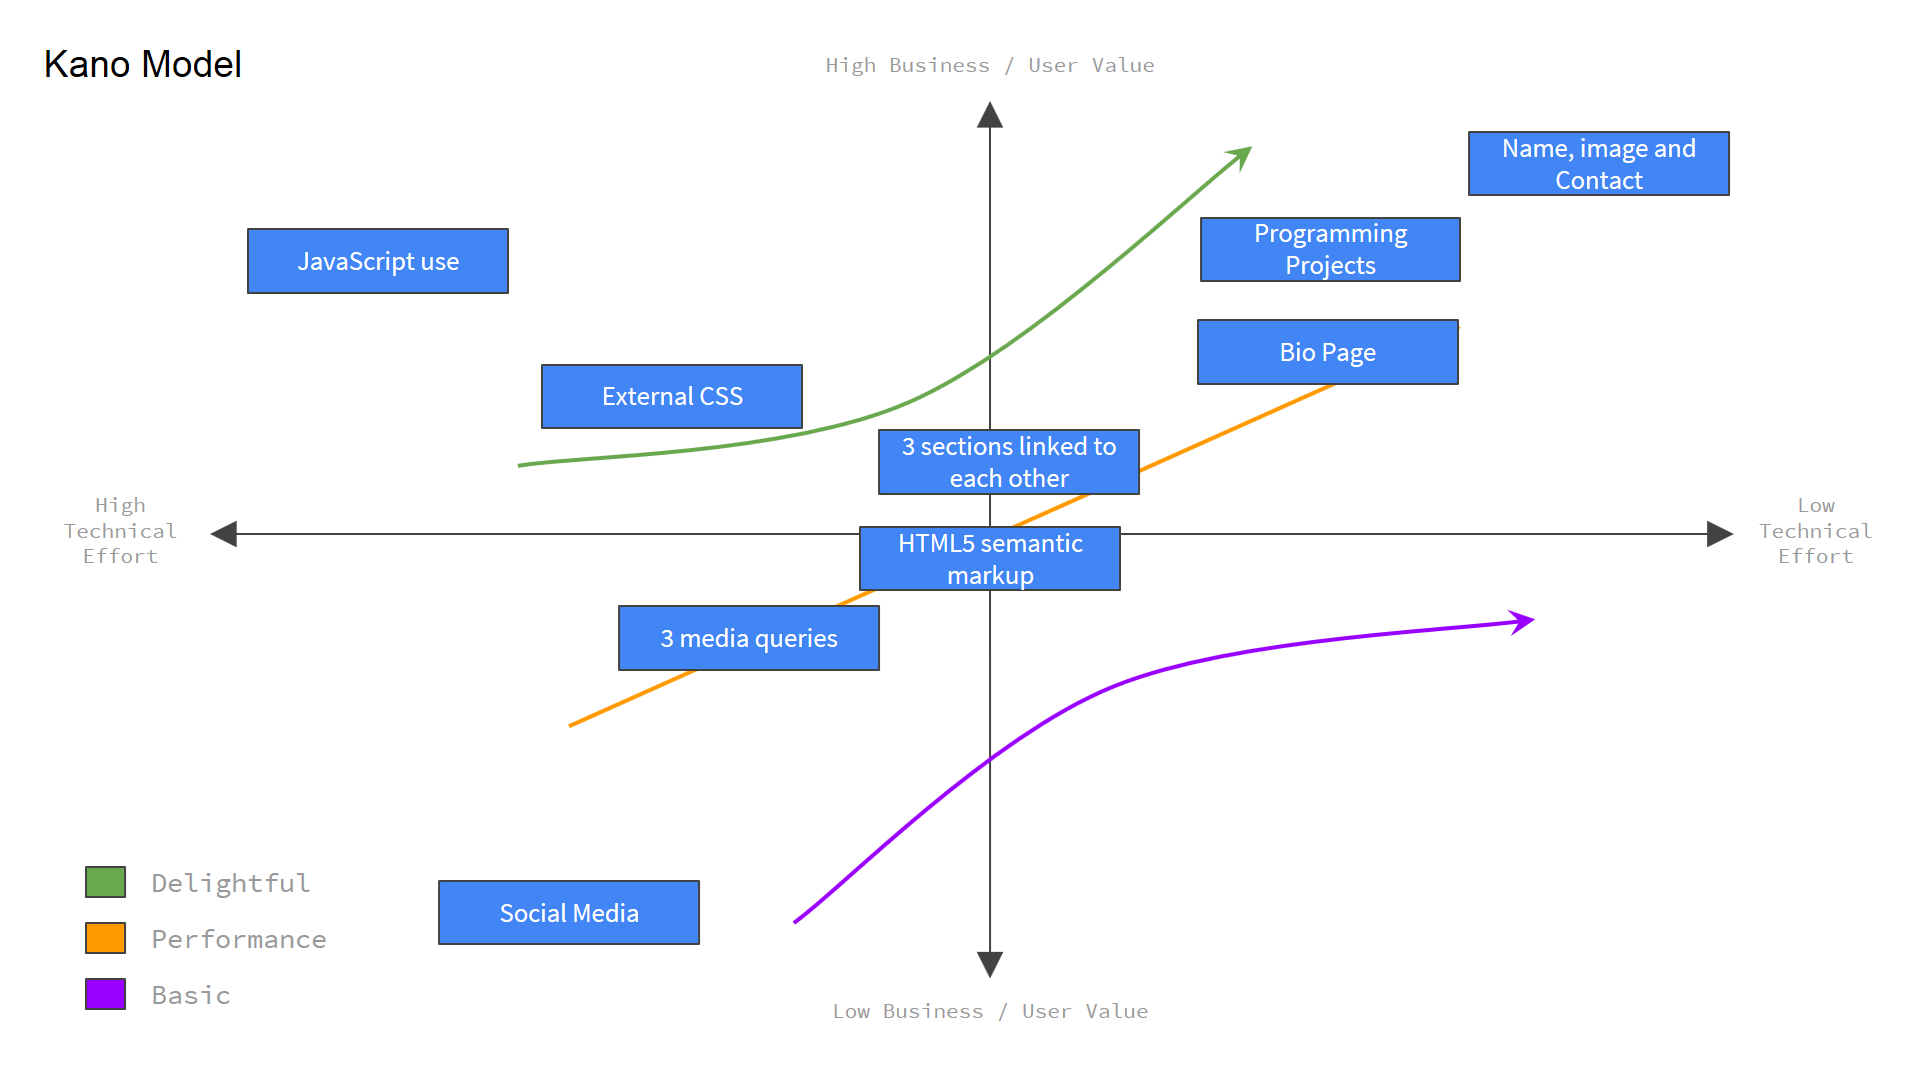 Kano Model
High Business / User Value
Name, image and
Contact
Programming
Projects
JavaScript use
Bio Page
External CSS
3 sections linked to
each other
High
Technical
Effort
Low
Technical
Effort
HTML5 semantic
markup
3 media queries
Social Media
Delightful
Performance
Basic
Low Business / User Value